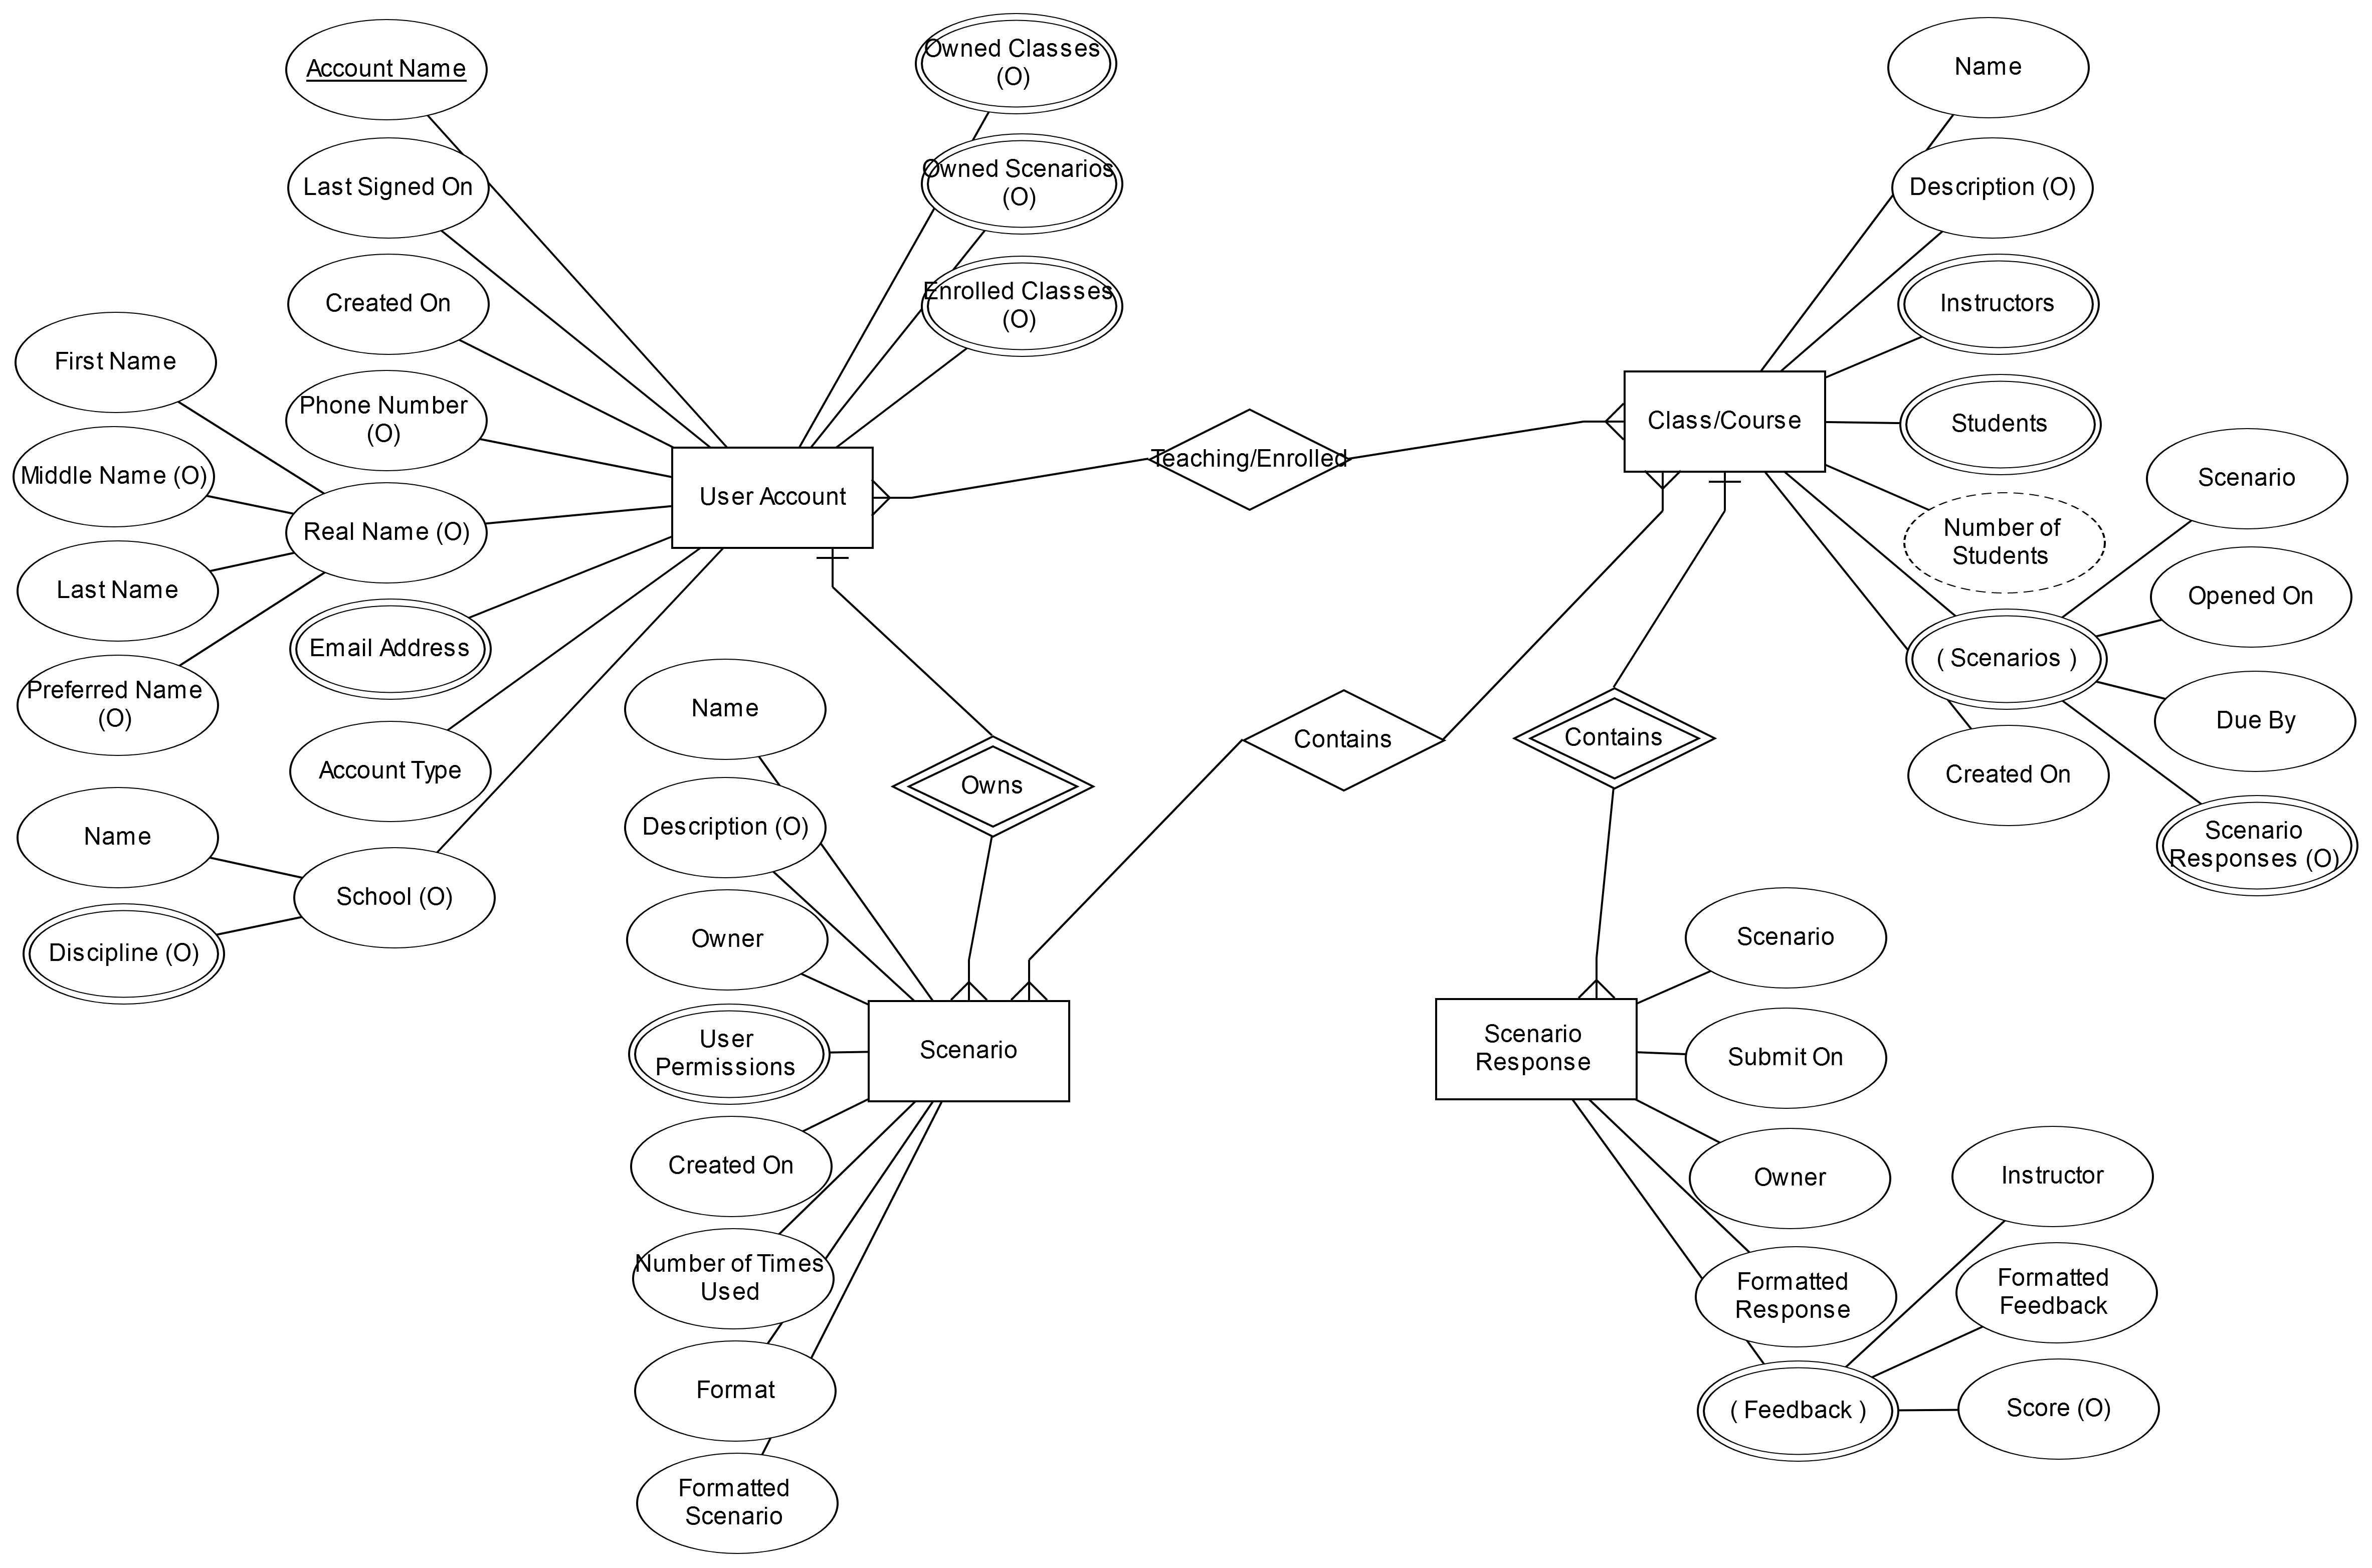 Account Name
Last Signed On
Created On
Phone Number
(O)
First Name
Middle Name (O)
Last Name
Preferred Name
(O)
Real Name (O)
Email Address
Account Type
Name
Discipline (O)
School (O)
Owned Classes
(O)
Owned Scenarios
(O)
Enrolled Classes
(O)
User Account
Teaching/Enrolled
Class/Course
Name
Description (O)
Instructors
Students
Number of
Students
( Scenarios )
Created On
Scenario
Opened On
Due By
Scenario
Responses (O)
Owns
Contains
Contains
Name
Description (O)
Owner
User
Permissions
Created On
Number of Times
Used
Format
Formatted
Scenario
Scenario
Scenario
Response
Scenario
Submit On
Owner
Formatted
Response
( Feedback )
Instructor
Formatted
Feedback
Score (O)